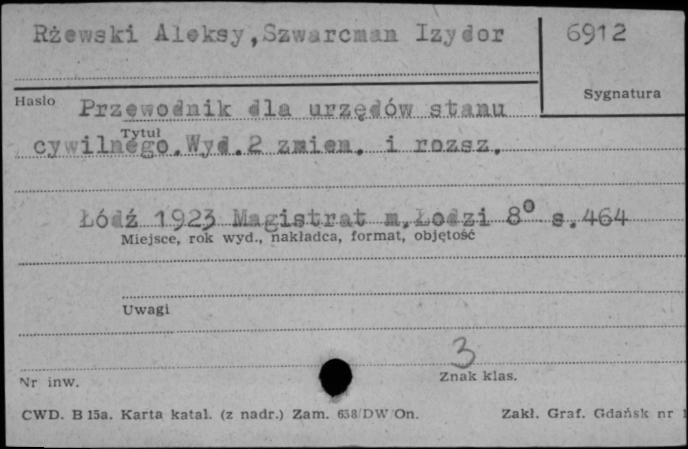 Rżewski Aleksy, Szwarcman Izydor 6912
Sygnatura
Hasło Przewodnik dla urzędów stanu
Tytuł
cywilnego. Wyd. 2 zmien. i rozsz.
Łódź 1923 Magistrat m. Łodzi 8° s. 464
Miejsce, rok wyd., nakładca, format, objętość
Uwagi
3
Nr inw. Znak klas.
CWD. B 15a. Karta katal. (z nadr.) Zam. 638/DW/On. Zakł. Graf. Gdańsk nr 1